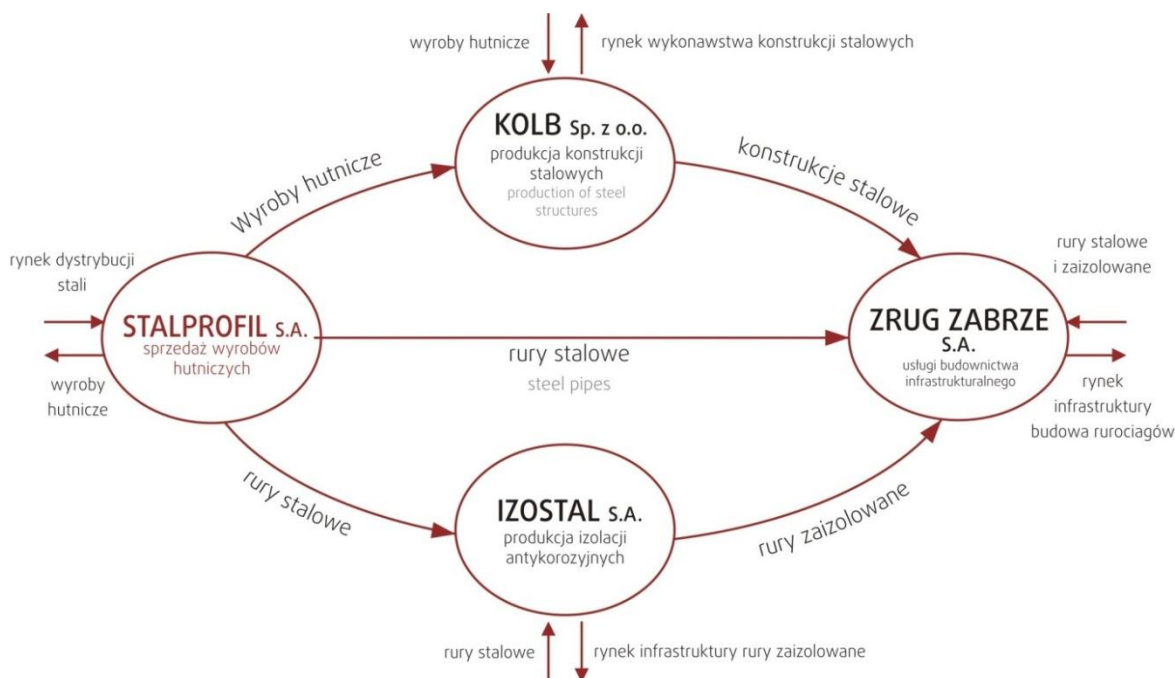 wyroby hutnicze
rynek wykonawstwa konstrukcji stalowych
KOLB Sp. z o.o.
produkcja konstrukcji
stalowych
production of steel
structures
Wyroby hutnicze
konstrukcje stalowe
rynek dystrybucji
stali
STALPROFIL S.A.
sprzedaż wyrobów
hutniczych
wyroby
hutnicze
rury stalowe
steel pipes
rury stalowe
i zaizolowane
ZRUG ZABRZE
S.A.
usługi budownictwa
infrastrukturalnego
rynek
infrastruktury
budowa rurociągów
rury stalowe
IZOSTAL S.A.
produkcja izolacji
antykorozyjnych
rury zaizolowane
rury stalowe
rynek infrastruktury rury zaizolowane